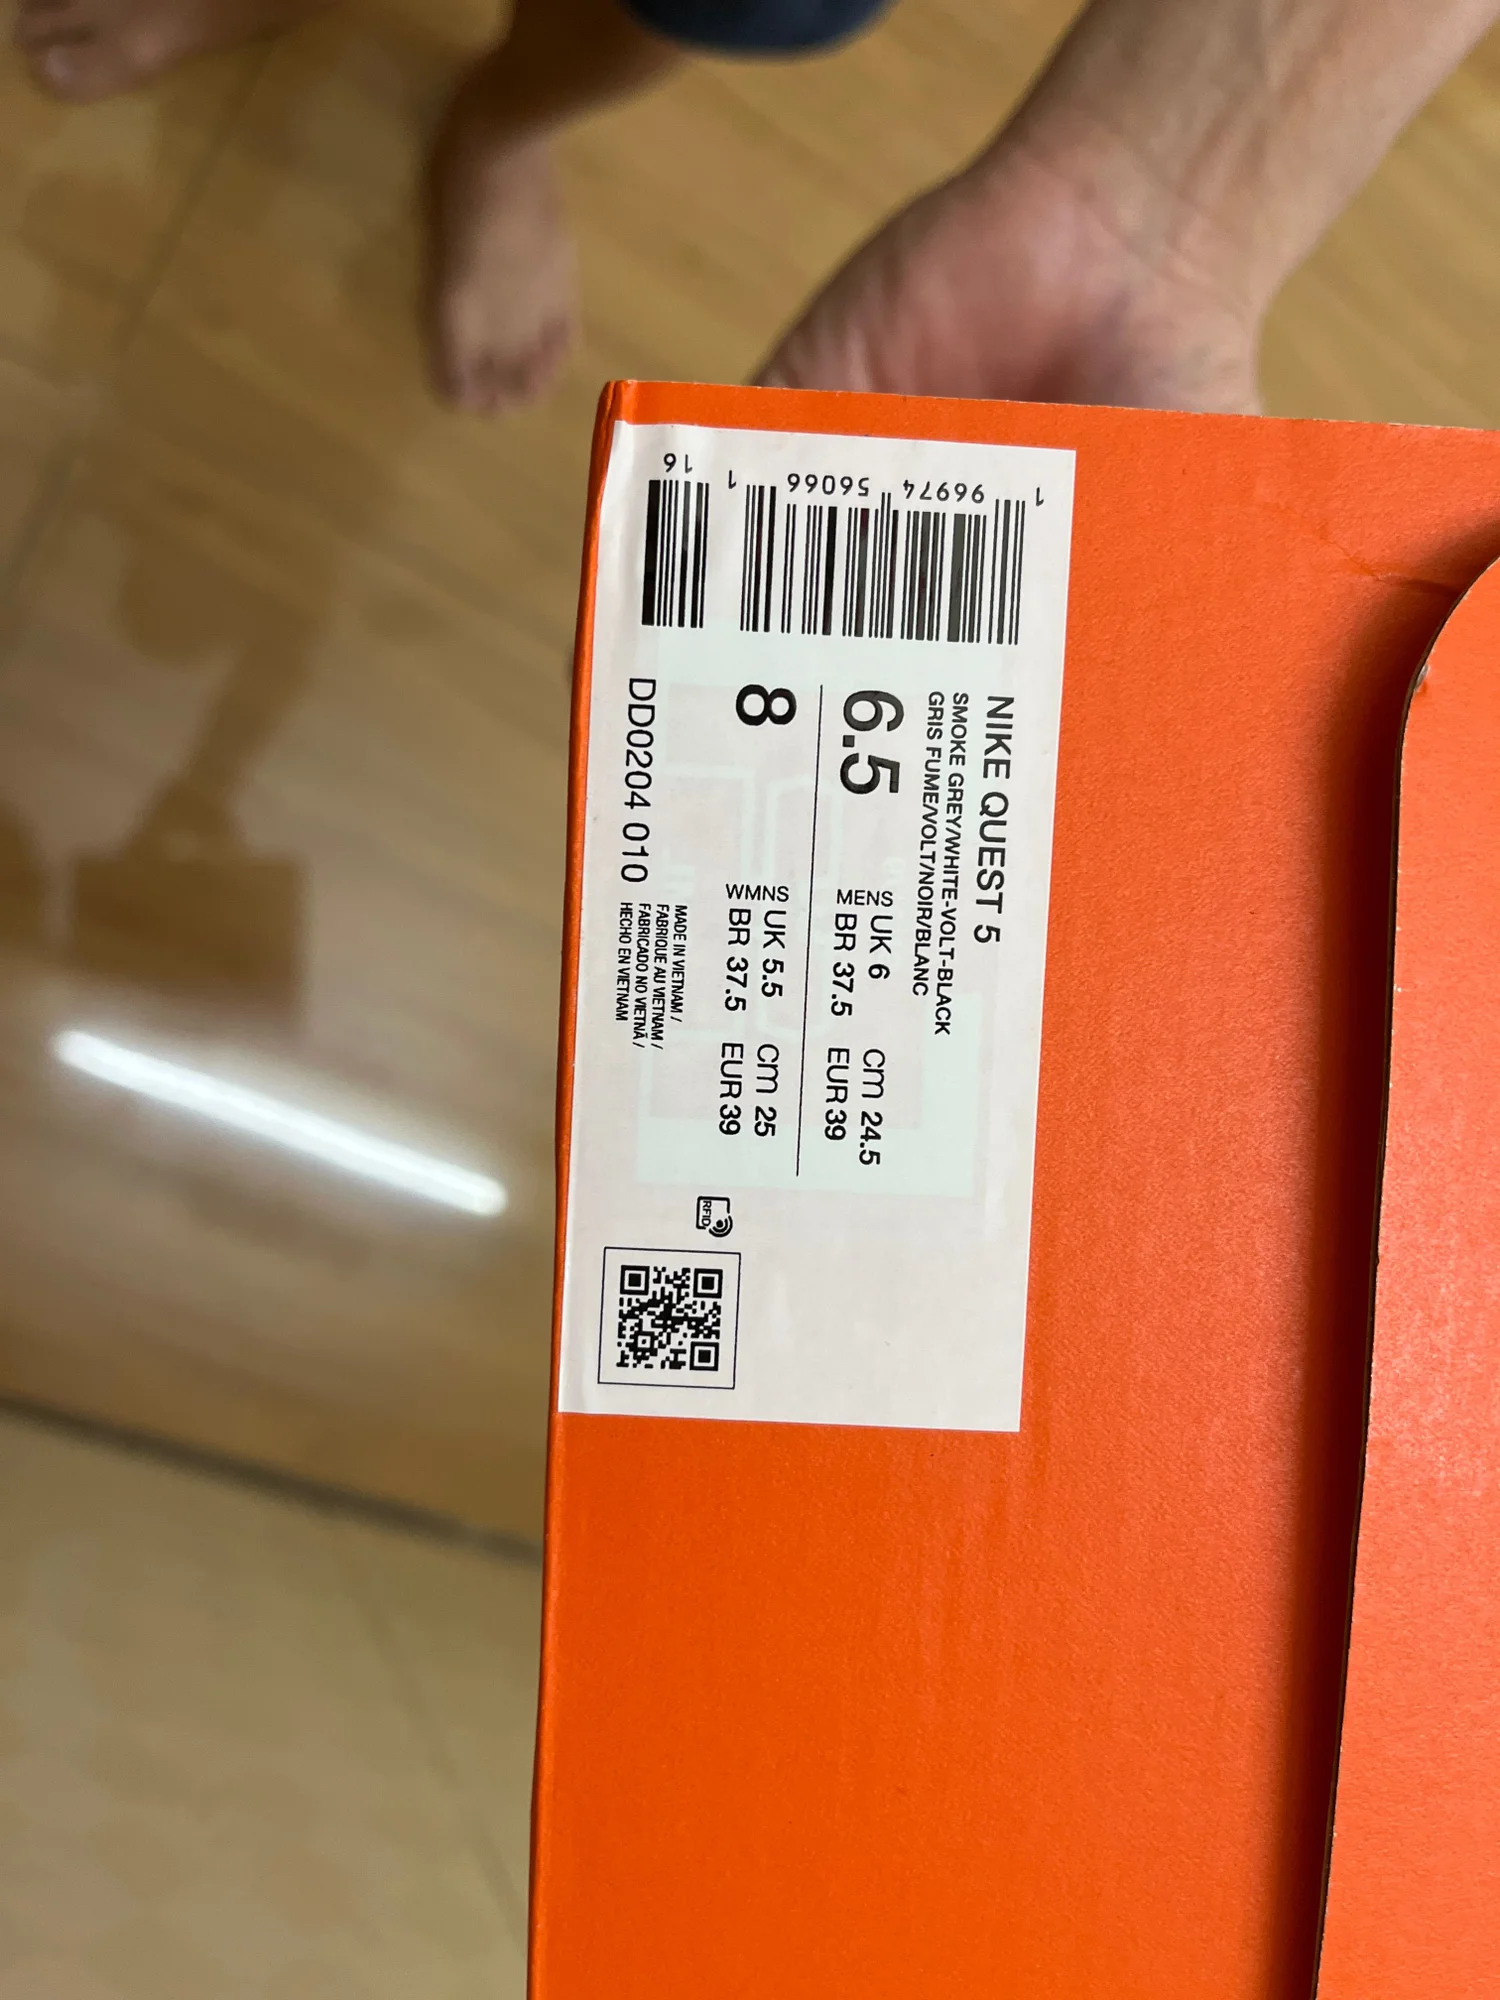 NIKE QUEST 5
SMOKE GREY/WHITE-VOLT-BLACK
GRIS FUME/VOLT/NOIR/BLANC
6.5
MENS
UK 6 cm 24.5
BR 37.5 EUR 39
8
WMNS
UK 5.5 cm 25
BR 37.5 EUR 39
DD0204 010
MADE IN VIETNAM /
FABRIQUE AU VIETNAM /
FABRICADO NO VIETNÃ /
HECHO EN VIETNAM
RFID
1 96974 56066 1
16